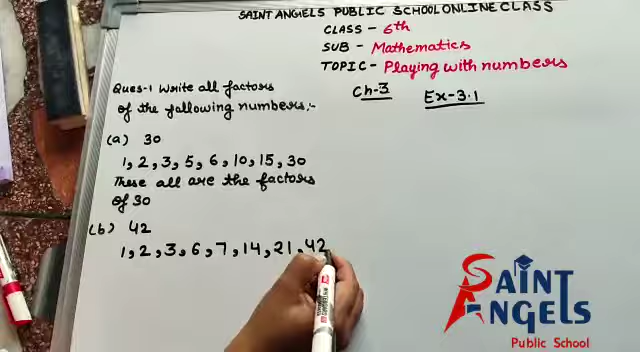 SAINT ANGELS PUBLIC SCHOOL ONLINE CLASS
CLASS - 6th
SUB - Mathematics
TOPIC - Playing with numbers
Ch-3 Ex-3.1
Ques-1 Write all factors
of the following numbers:-
(a) 30
1, 2, 3, 5, 6, 10, 15, 30
These all are the factors
of 30
(b) 42
1, 2, 3, 6, 7, 14, 21, 42
SAINT
ANGELS
Public School